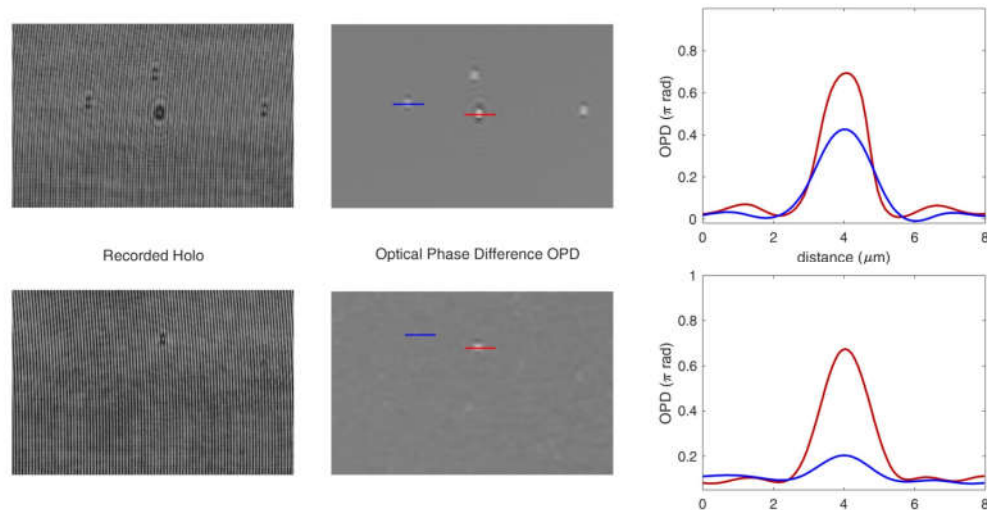 0.8
0.6
0.4
0.2
0
OPD (π rad)
0 2 4 6 8
distance (μm)
Recorded Holo
Optical Phase Difference OPD
1
0.8
0.6
0.4
0.2
OPD (π rad)
0 2 4 6 8